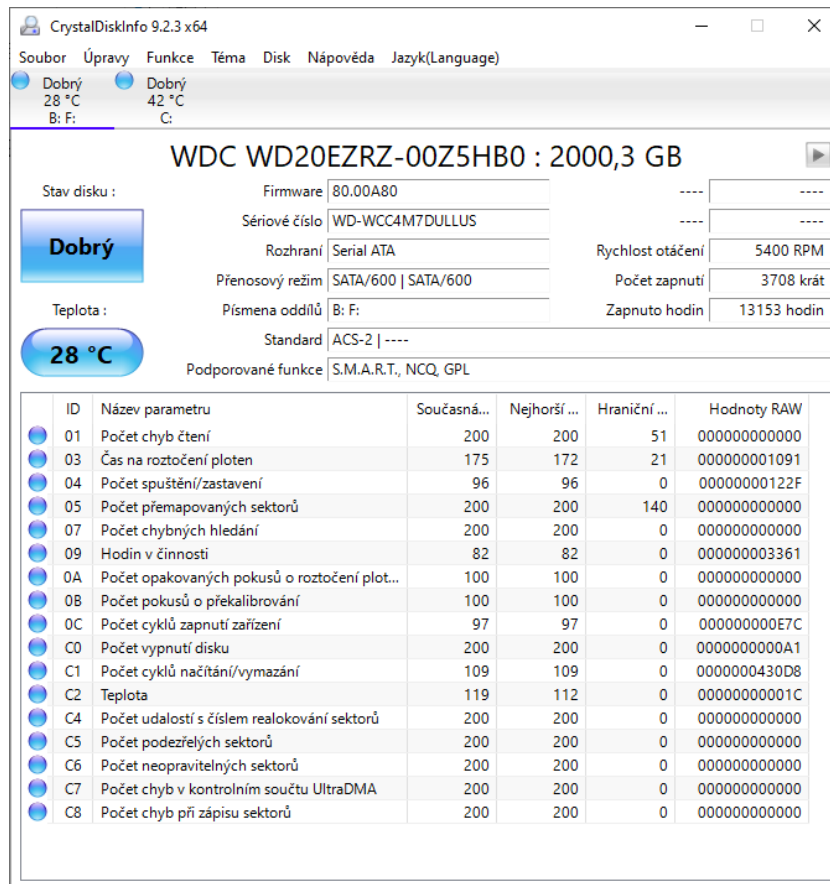 CrystalDiskInfo 9.2.3 x64
Soubor Úpravy Funkce Téma Disk Nápověda Jazyk(Language)
Dobrý Dobrý
28 °C 42 °C
B: F: C:
WDC WD20EZRZ-00Z5HB0 : 2000,3 GB
Stav disku : Firmware 80.00A80 ---- ----
Sériové číslo WD-WCC4M7DULLUS ---- ----
Dobrý Rozhraní Serial ATA Rychlost otáčení 5400 RPM
Přenosový režim SATA/600 | SATA/600 Počet zapnutí 3708 krát
Teplota : Písmena oddílů B: F: Zapnuto hodin 13153 hodin
28 °C Standard ACS-2 | ----
Podporované funkce S.M.A.R.T., NCQ, GPL
ID Název parametru Současná... Nejhorší ... Hraniční ... Hodnoty RAW
01 Počet chyb čtení 200 200 51 000000000000
03 Čas na roztočení ploten 175 172 21 000000001091
04 Počet spuštění/zastavení 96 96 0 00000000122F
05 Počet přemapovaných sektorů 200 200 140 000000000000
07 Počet chybných hledání 200 200 0 000000000000
09 Hodin v činnosti 82 82 0 000000003361
0A Počet opakovaných pokusů o roztočení plot... 100 100 0 000000000000
0B Počet pokusů o překalibrování 100 100 0 000000000000
0C Počet cyklů zapnutí zařízení 97 97 0 000000000E7C
C0 Počet vypnutí disku 200 200 0 0000000000A1
C1 Počet cyklů načítání/vymazání 109 109 0 0000000430D8
C2 Teplota 119 112 0 00000000001C
C4 Počet udalostí s číslem realokování sektorů 200 200 0 000000000000
C5 Počet podezřelých sektorů 200 200 0 000000000000
C6 Počet neopravitelných sektorů 200 200 0 000000000000
C7 Počet chyb v kontrolním součtu UltraDMA 200 200 0 000000000000
C8 Počet chyb při zápisu sektorů 200 200 0 000000000000